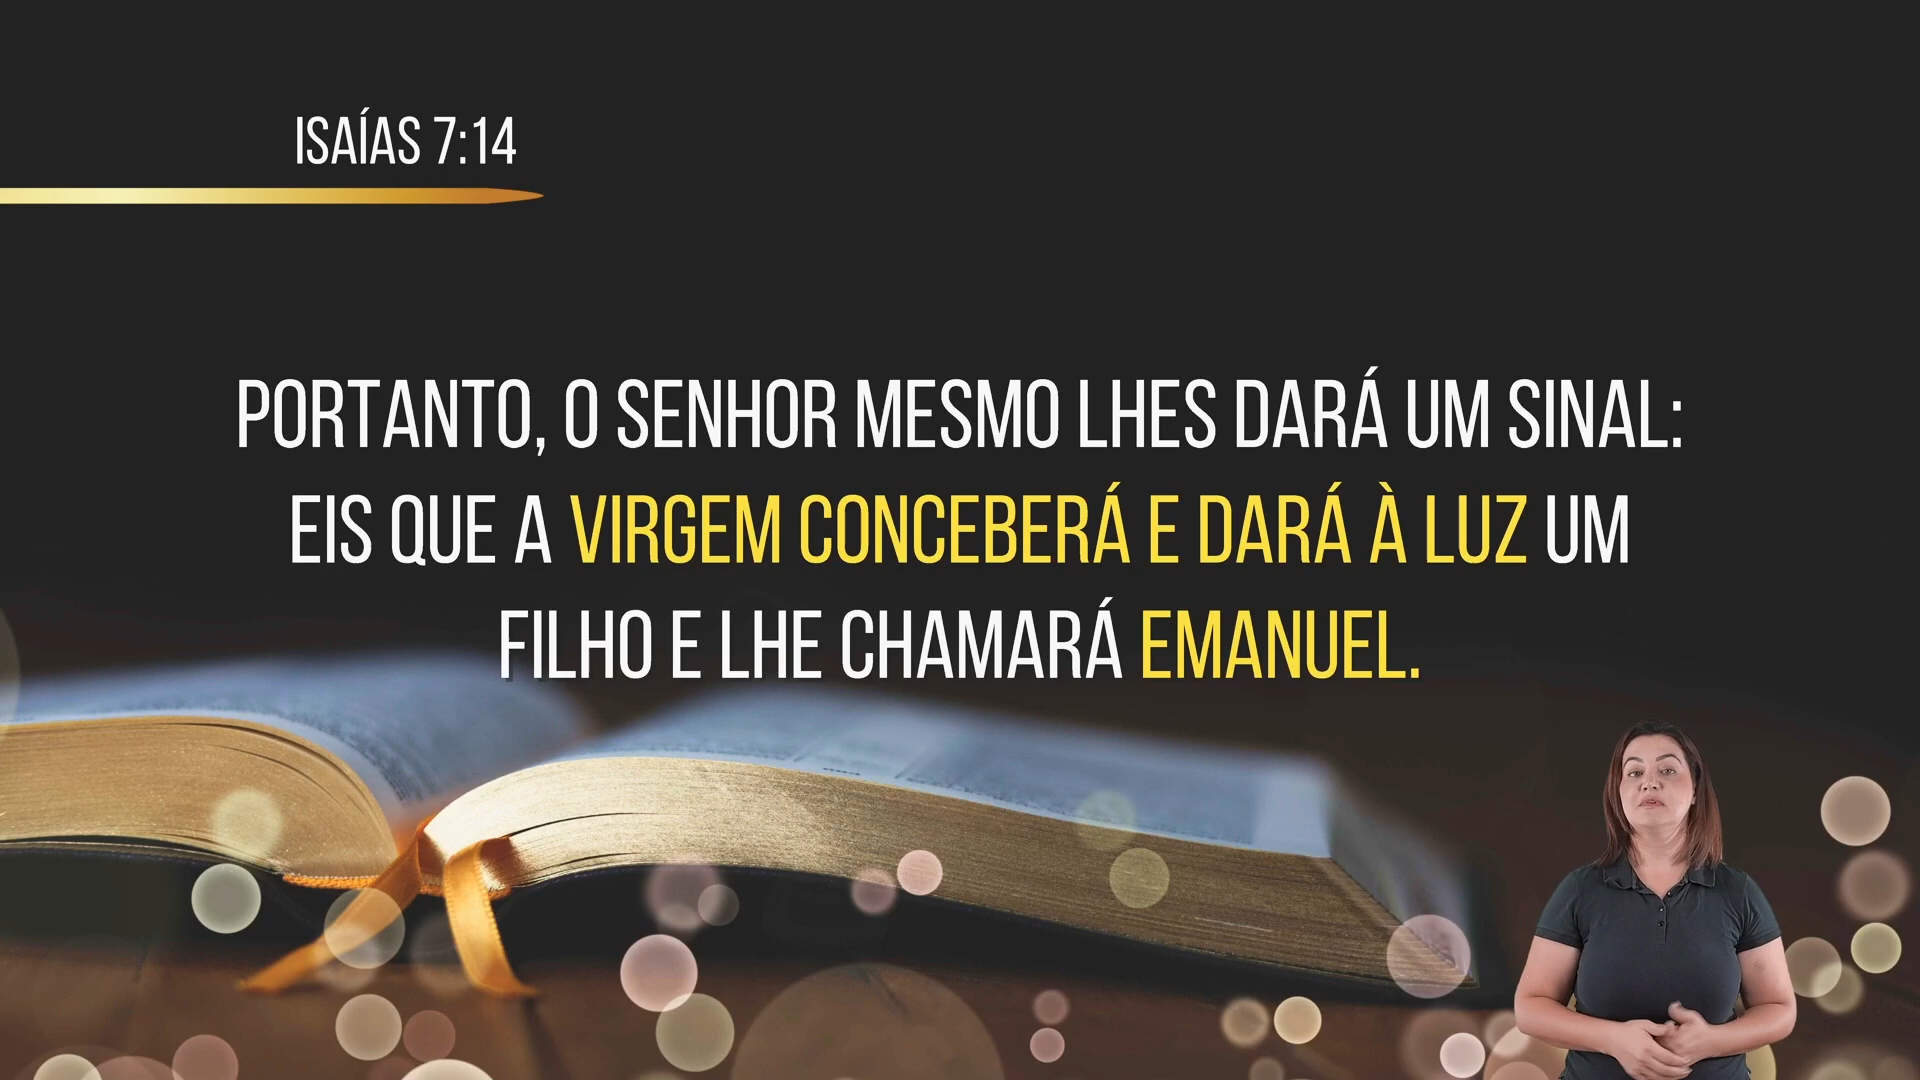 ISAÍAS 7:14
PORTANTO, O SENHOR MESMO LHES DARÁ UM SINAL:
EIS QUE A VIRGEM CONCEBERÁ E DARÁ À LUZ UM
FILHO E LHE CHAMARÁ EMANUEL.